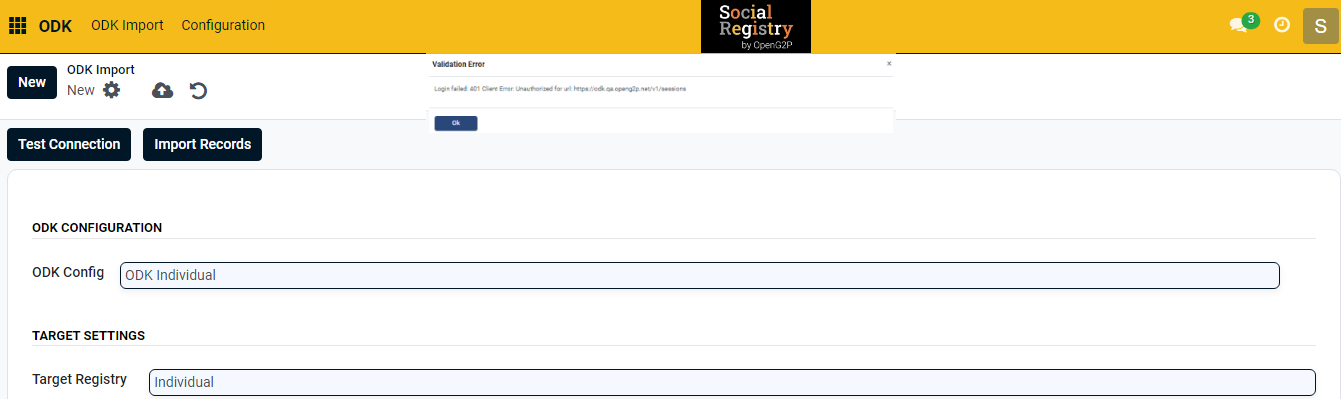 ODK
ODK Import
Configuration
Social
Registry
by OpenG2P
3
S
New
ODK Import
New
Validation Error
×
Login failed: 401 Client Error: Unauthorized for url: https://odk.qa.openg2p.net/v1/sessions
Ok
Test Connection
Import Records
ODK CONFIGURATION
ODK Config
ODK Individual
TARGET SETTINGS
Target Registry
Individual